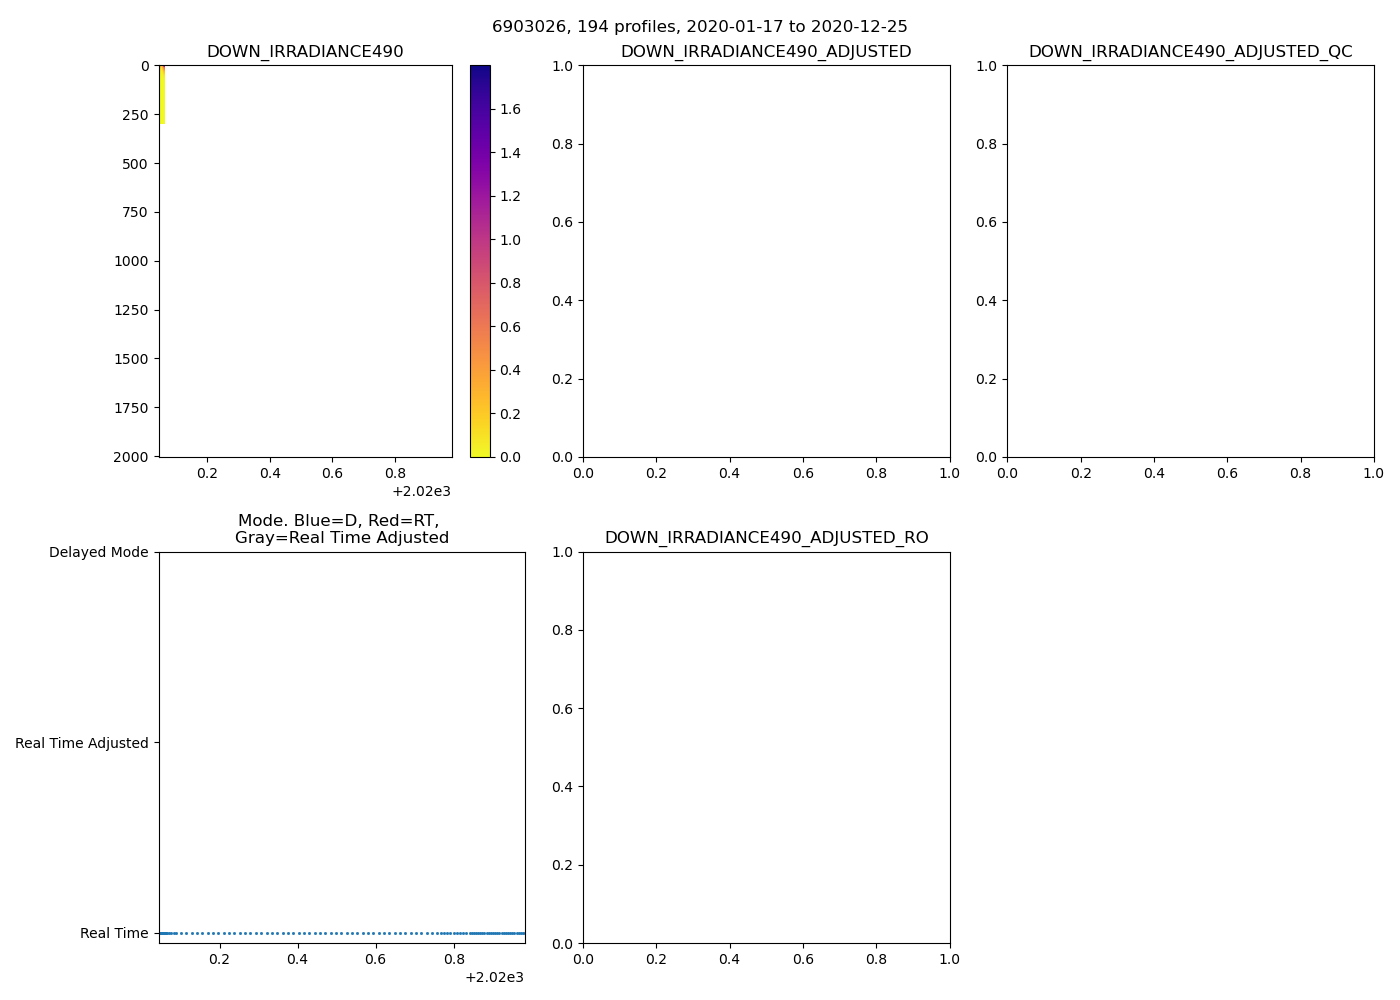 6903026, 194 profiles, 2020-01-17 to 2020-12-25
DOWN_IRRADIANCE490
0
250
500
750
1000
1250
1500
1750
2000
0.2 0.4 0.6 0.8
+2.02e3
1.6
1.4
1.2
1.0
0.8
0.6
0.4
0.2
0.0
DOWN_IRRADIANCE490_ADJUSTED
1.0
0.8
0.6
0.4
0.2
0.0
0.0 0.2 0.4 0.6 0.8 1.0
DOWN_IRRADIANCE490_ADJUSTED_QC
1.0
0.8
0.6
0.4
0.2
0.0
0.0 0.2 0.4 0.6 0.8 1.0
Mode. Blue=D, Red=RT,
Gray=Real Time Adjusted
Delayed Mode
Real Time Adjusted
Real Time
0.2 0.4 0.6 0.8
+2.02e3
DOWN_IRRADIANCE490_ADJUSTED_RO
1.0
0.8
0.6
0.4
0.2
0.0
0.0 0.2 0.4 0.6 0.8 1.0